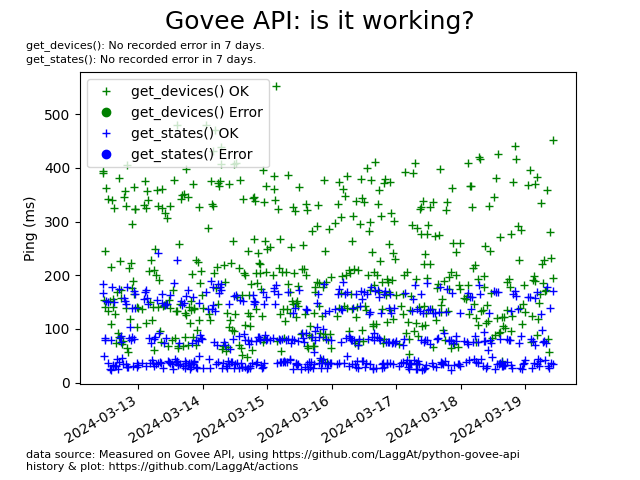 Govee API: is it working?
get_devices(): No recorded error in 7 days.
get_states(): No recorded error in 7 days.
get_devices() OK
get_devices() Error
get_states() OK
get_states() Error
Ping (ms)
500
400
300
200
100
0
2024-03-13
2024-03-14
2024-03-15
2024-03-16
2024-03-17
2024-03-18
2024-03-19
data source: Measured on Govee API, using https://github.com/LaggAt/python-govee-api
history & plot: https://github.com/LaggAt/actions